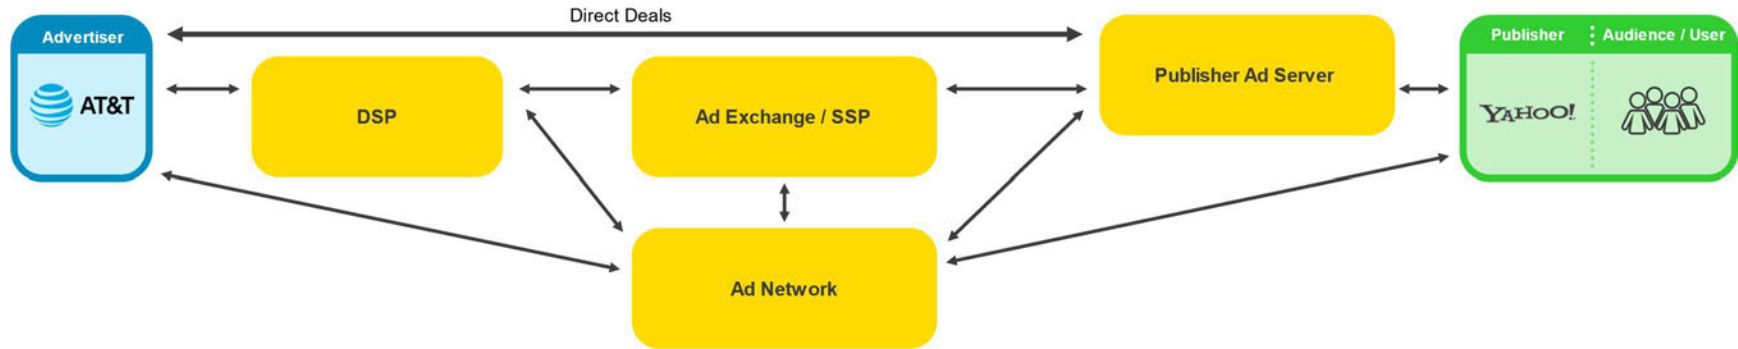 Direct Deals
Advertiser
AT&T
DSP
Ad Exchange / SSP
Publisher Ad Server
Publisher
Audience / User
YAHOO!
Ad Network